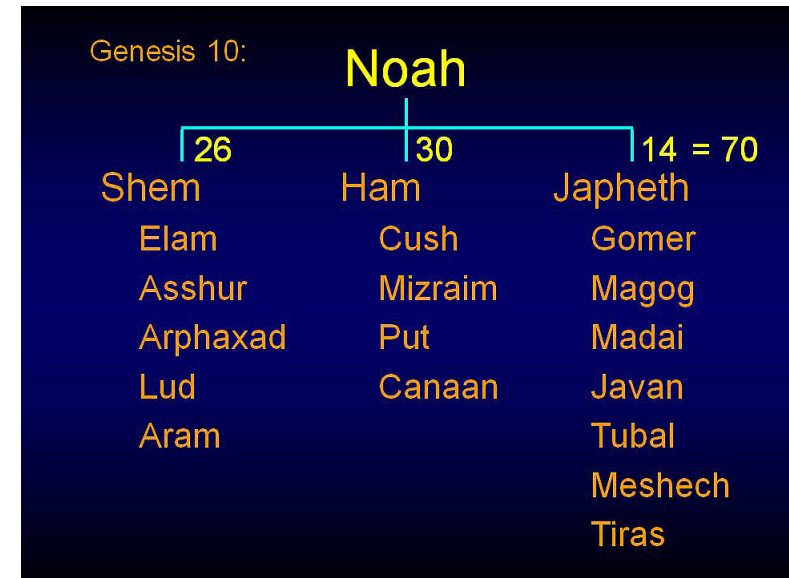 Genesis 10:
Noah
26 30 14 = 70
Shem Ham Japheth
Elam Cush Gomer
Asshur Mizraim Magog
Arphaxad Put Madai
Lud Canaan Javan
Aram Tubal
Meshech
Tiras